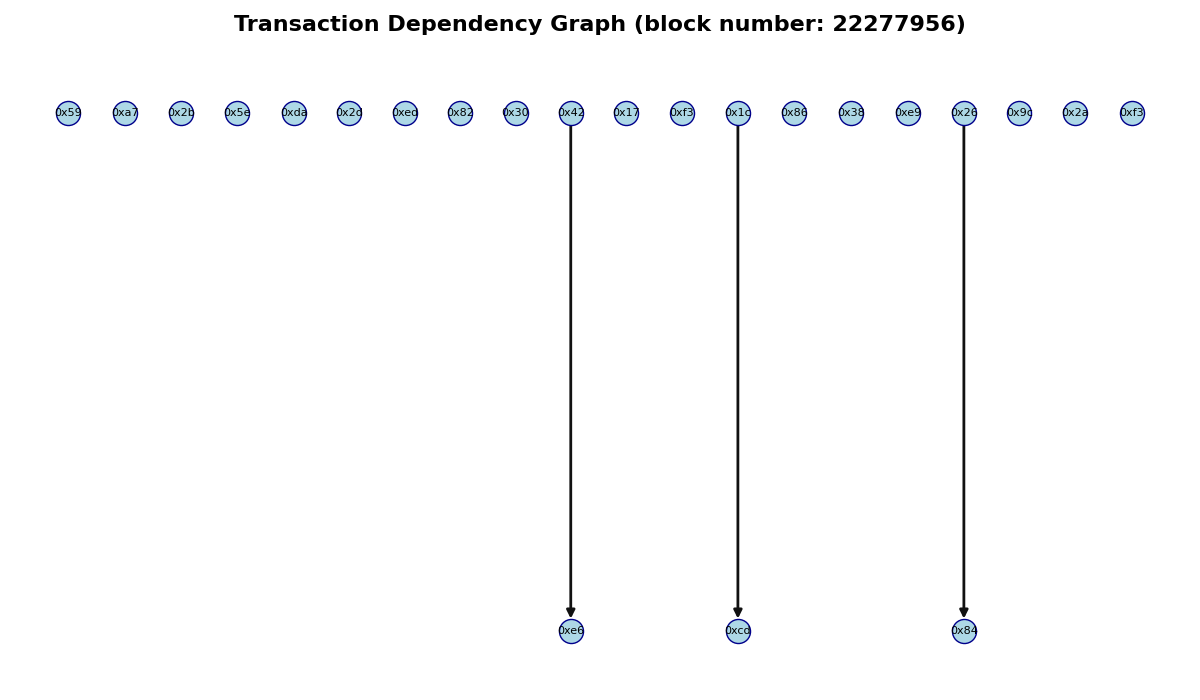 Transaction Dependency Graph (block number: 22277956)
0x59 0xa7 0x2b 0x5e 0xda 0x2d 0xed 0x82 0x30 0x42 0x17 0xf3 0x1c 0x86 0x38 0xe9 0x26 0x9c 0x2a 0xf3
0xe6 0xcd 0x84